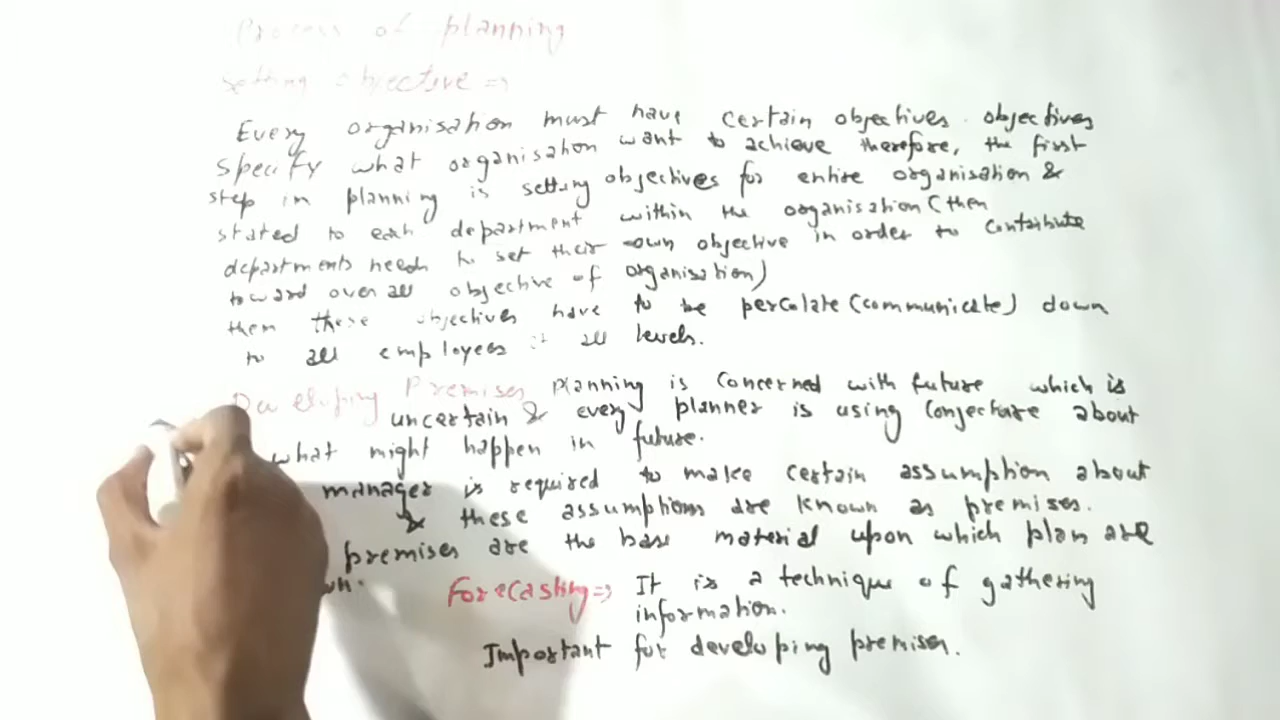 Process of planning
Setting objective ⇒
Every organisation must have certain objectives. objectives
specify what organisation want to achieve therefore, the first
step in planning is setting objectives for entire organisation &
stated to each department within the organisation (then
departments needs to set their own objective in order to contribute
toward over all objective of organisation)
then these objectives have to be percolate (communicate) down
to all employees at all levels.
Developing Premises planning is concerned with future which is
uncertain & every planner is using conjecture about
what might happen in future.
manager is required to make certain assumption about
& these assumptions are known as premises.
premises are the base material upon which plan are
Forecasting ⇒ It is a technique of gathering
information.
Important for developing premises.